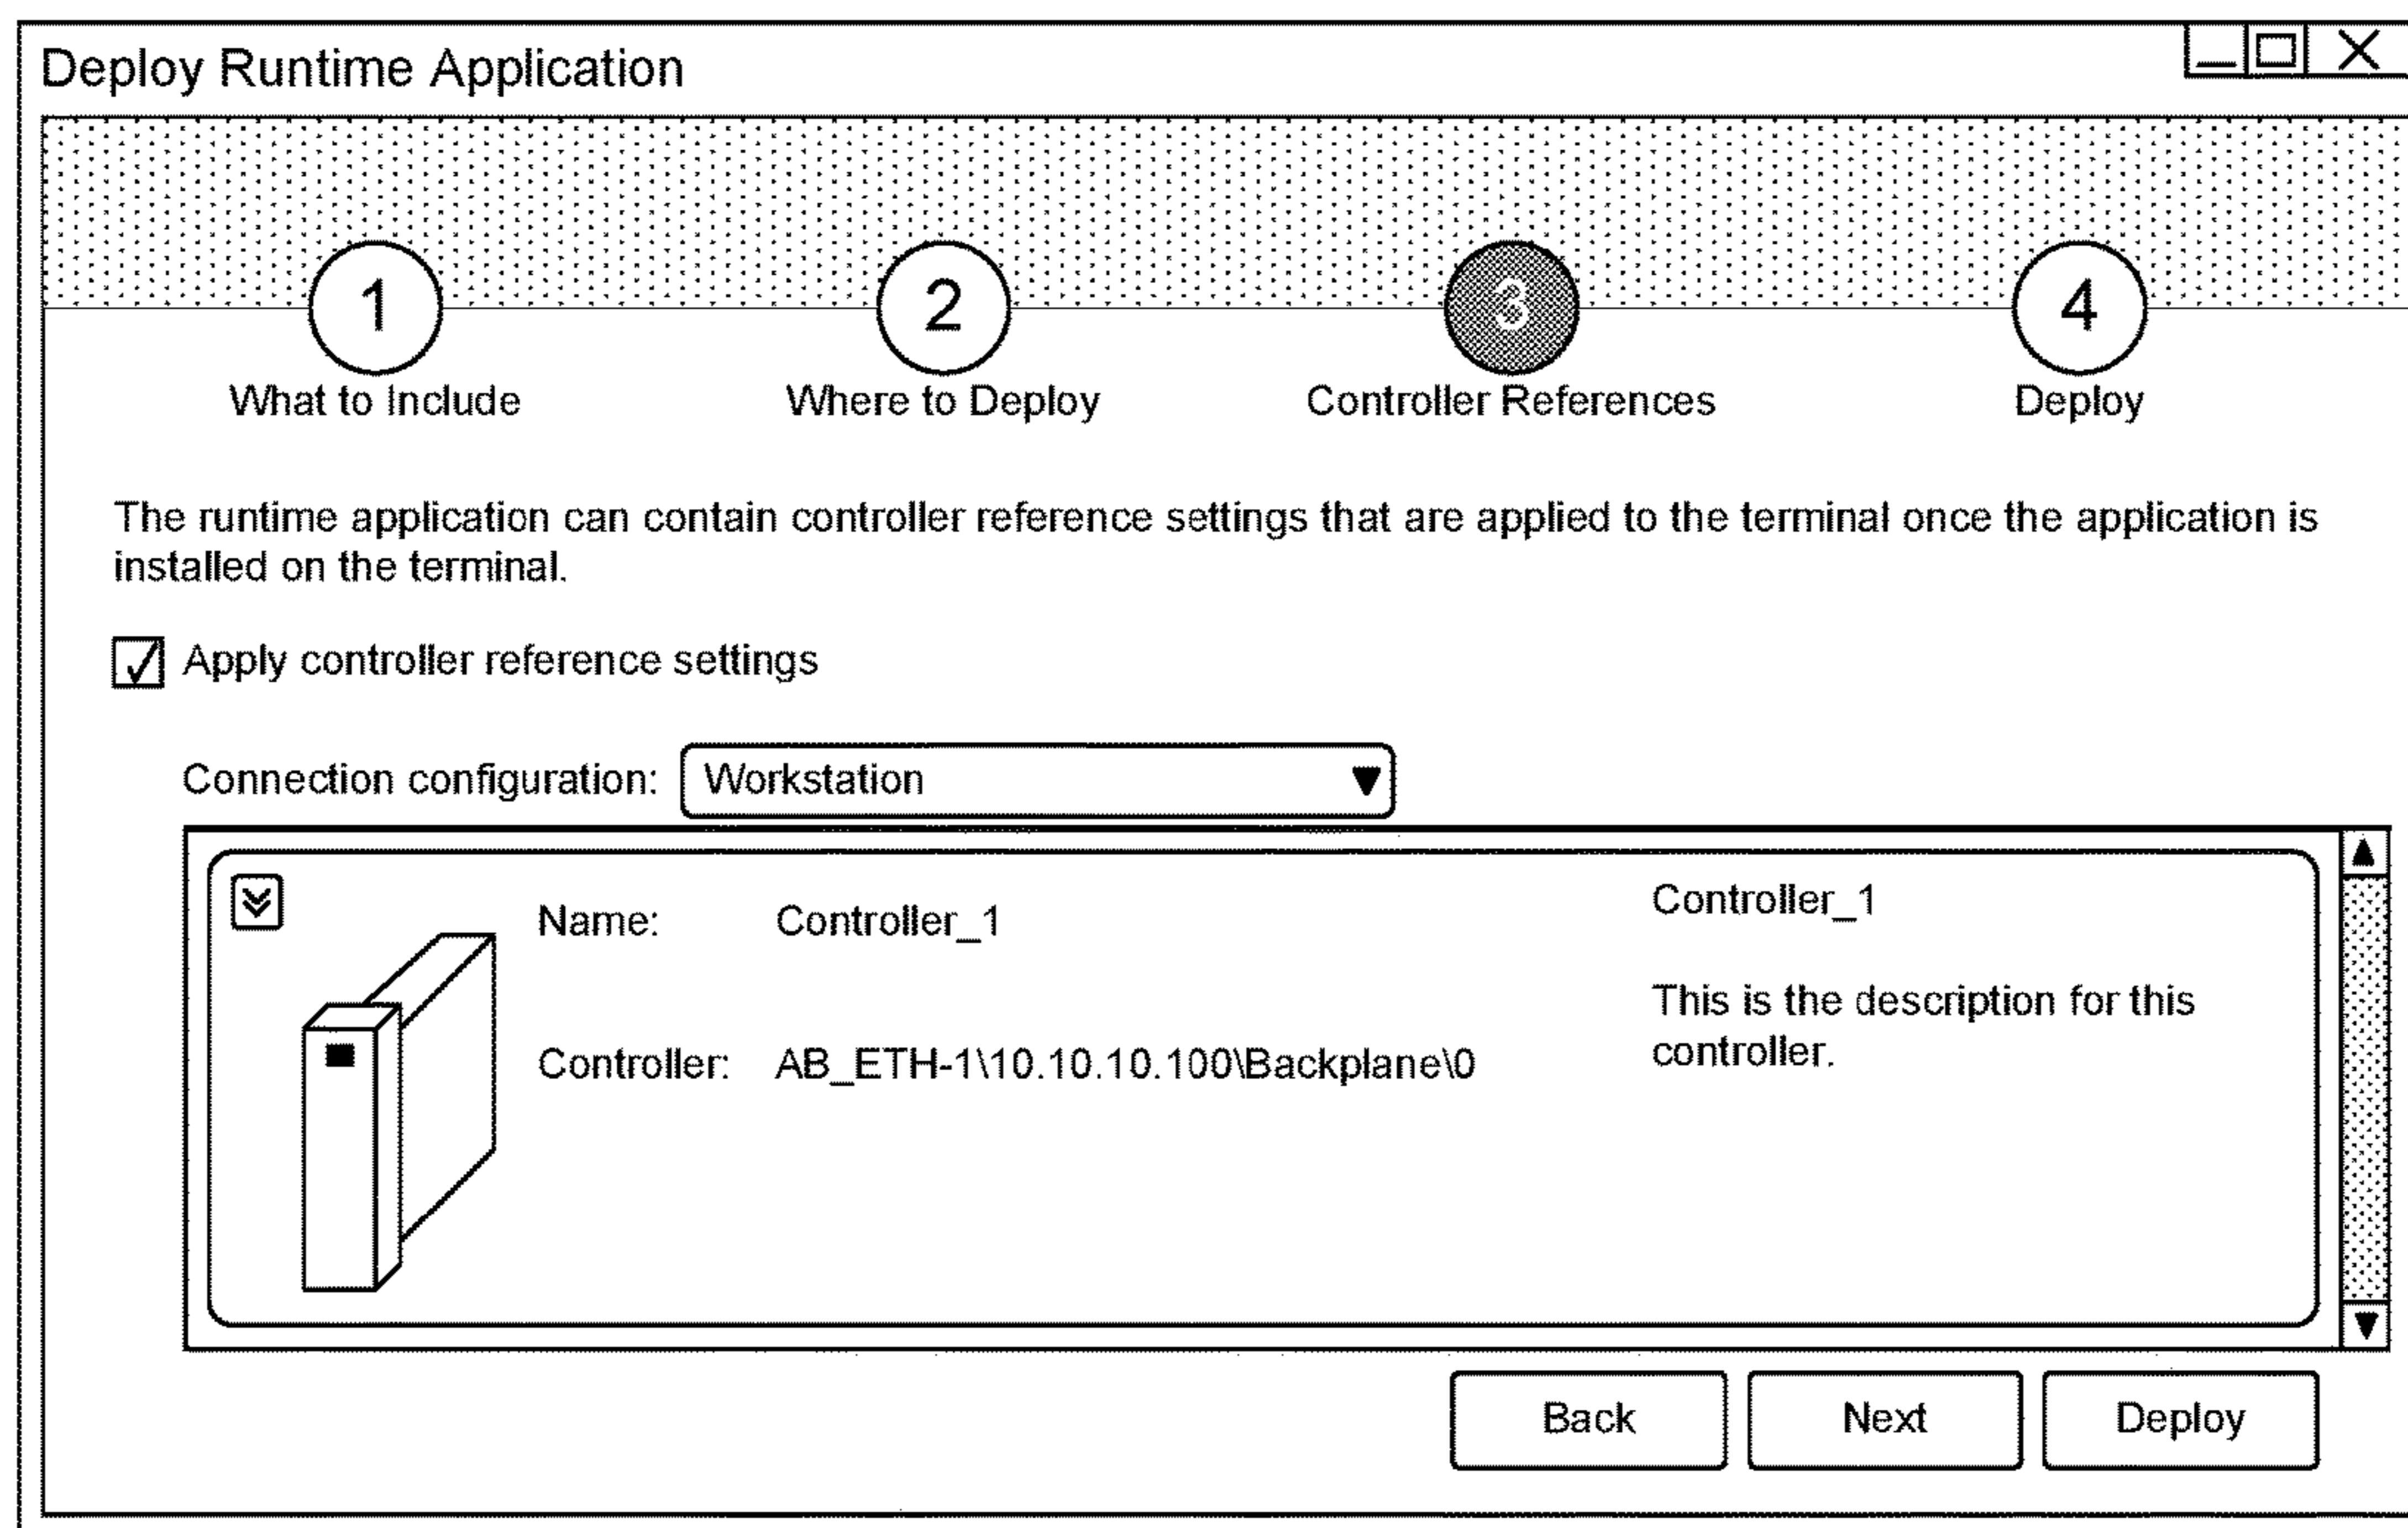 Deploy Runtime Application
1
2
3
4
What to Include
Where to Deploy
Controller References
Deploy
The runtime application can contain controller reference settings that are applied to the terminal once the application is
installed on the terminal.
Apply controller reference settings
Connection configuration:
Workstation
Name:
Controller_1
Controller:
AB_ETH-1\10.10.10.100\Backplane\0
Controller_1
This is the description for this
controller.
Back
Next
Deploy